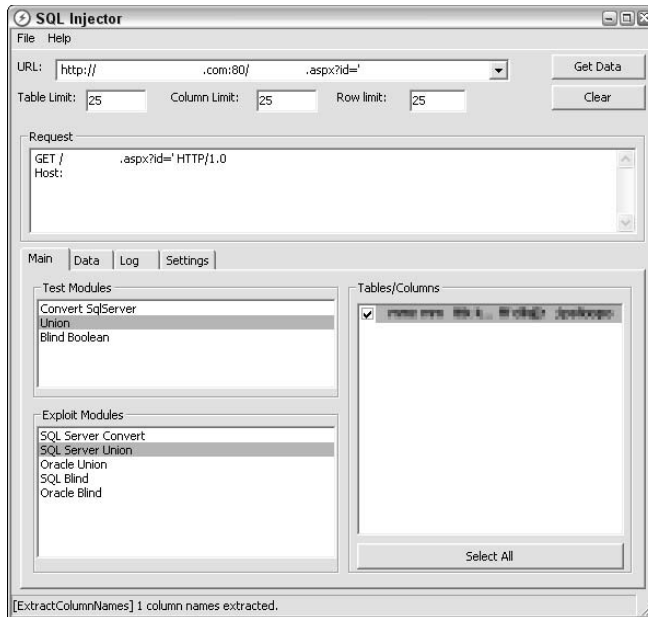 SQL Injector
File Help
URL: http:// .com:80/ .aspx?id='
Get Data
Table Limit: 25 Column Limit: 25 Row limit: 25
Clear
Request
GET / .aspx?id=' HTTP/1.0
Host:
Main Data Log Settings
Test Modules
Convert SqlServer
Union
Blind Boolean
Exploit Modules
SQL Server Convert
SQL Server Union
Oracle Union
SQL Blind
Oracle Blind
Tables/Columns
Select All
[ExtractColumnNames] 1 column names extracted.